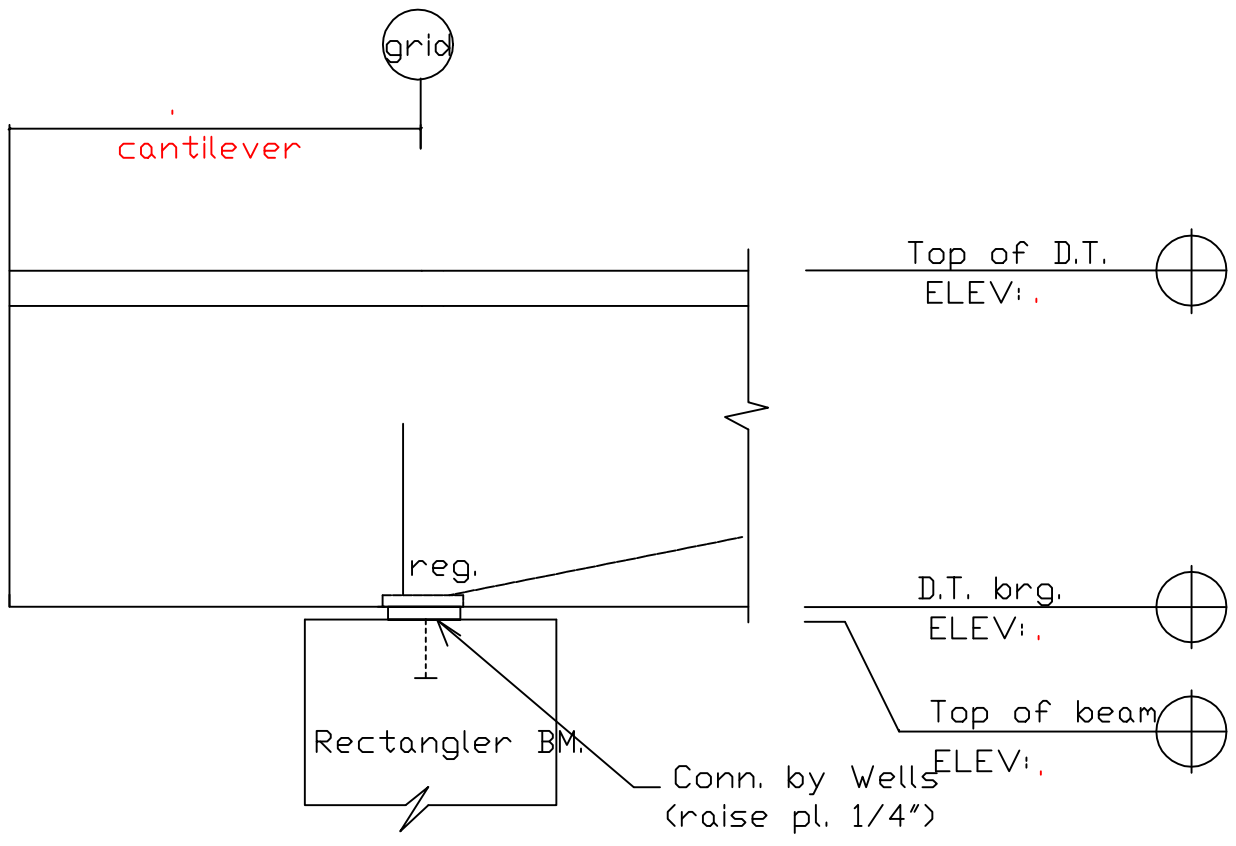 grid
cantilever
Top of D.T.
ELEV:
reg.
D.T. brg.
ELEV:
Top of beam
Rectangler BM.
ELEV:
Conn. by Wells
(raise pl. 1/4")